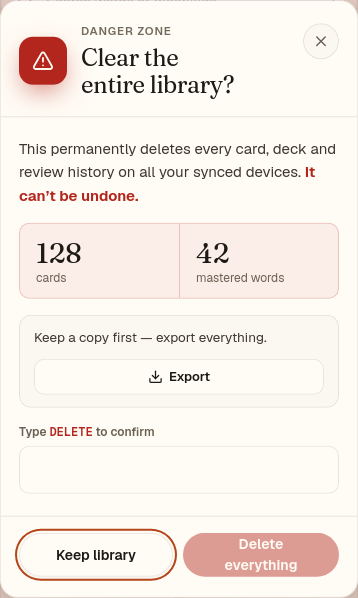 DANGER ZONE
Clear the
entire library?
This permanently deletes every card, deck and
review history on all your synced devices. It
can’t be undone.
128
cards
42
mastered words
Keep a copy first — export everything.
Export
Type DELETE to confirm
Keep library
Delete
everything